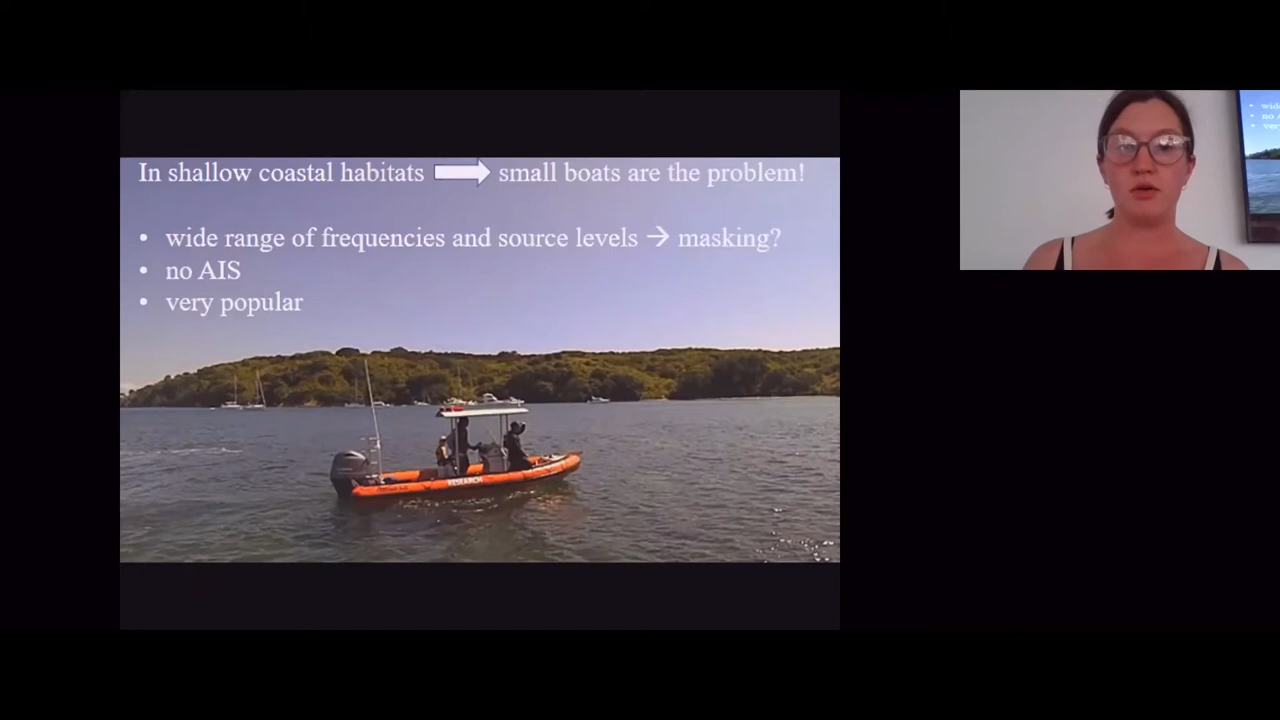 In shallow coastal habitats → small boats are the problem!
• wide range of frequencies and source levels → masking?
• no AIS
• very popular
RESEARCH